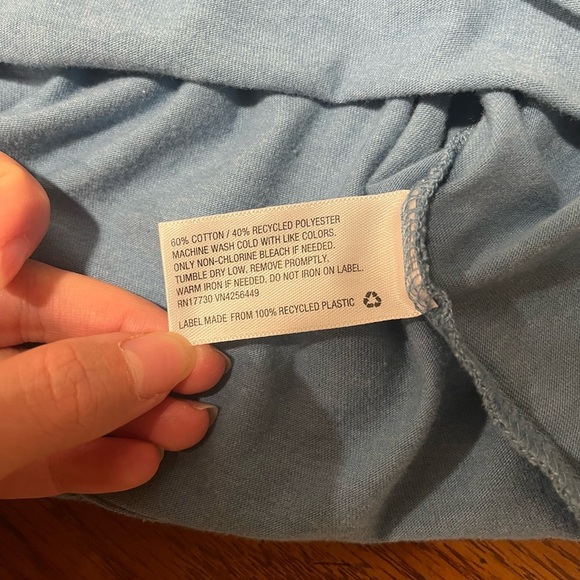 60% COTTON / 40% RECYCLED POLYESTER
MACHINE WASH COLD WITH LIKE COLORS.
ONLY NON-CHLORINE BLEACH IF NEEDED.
TUMBLE DRY LOW. REMOVE PROMPTLY.
WARM IRON IF NEEDED. DO NOT IRON ON LABEL.
RN17730 VN4256449
LABEL MADE FROM 100% RECYCLED PLASTIC